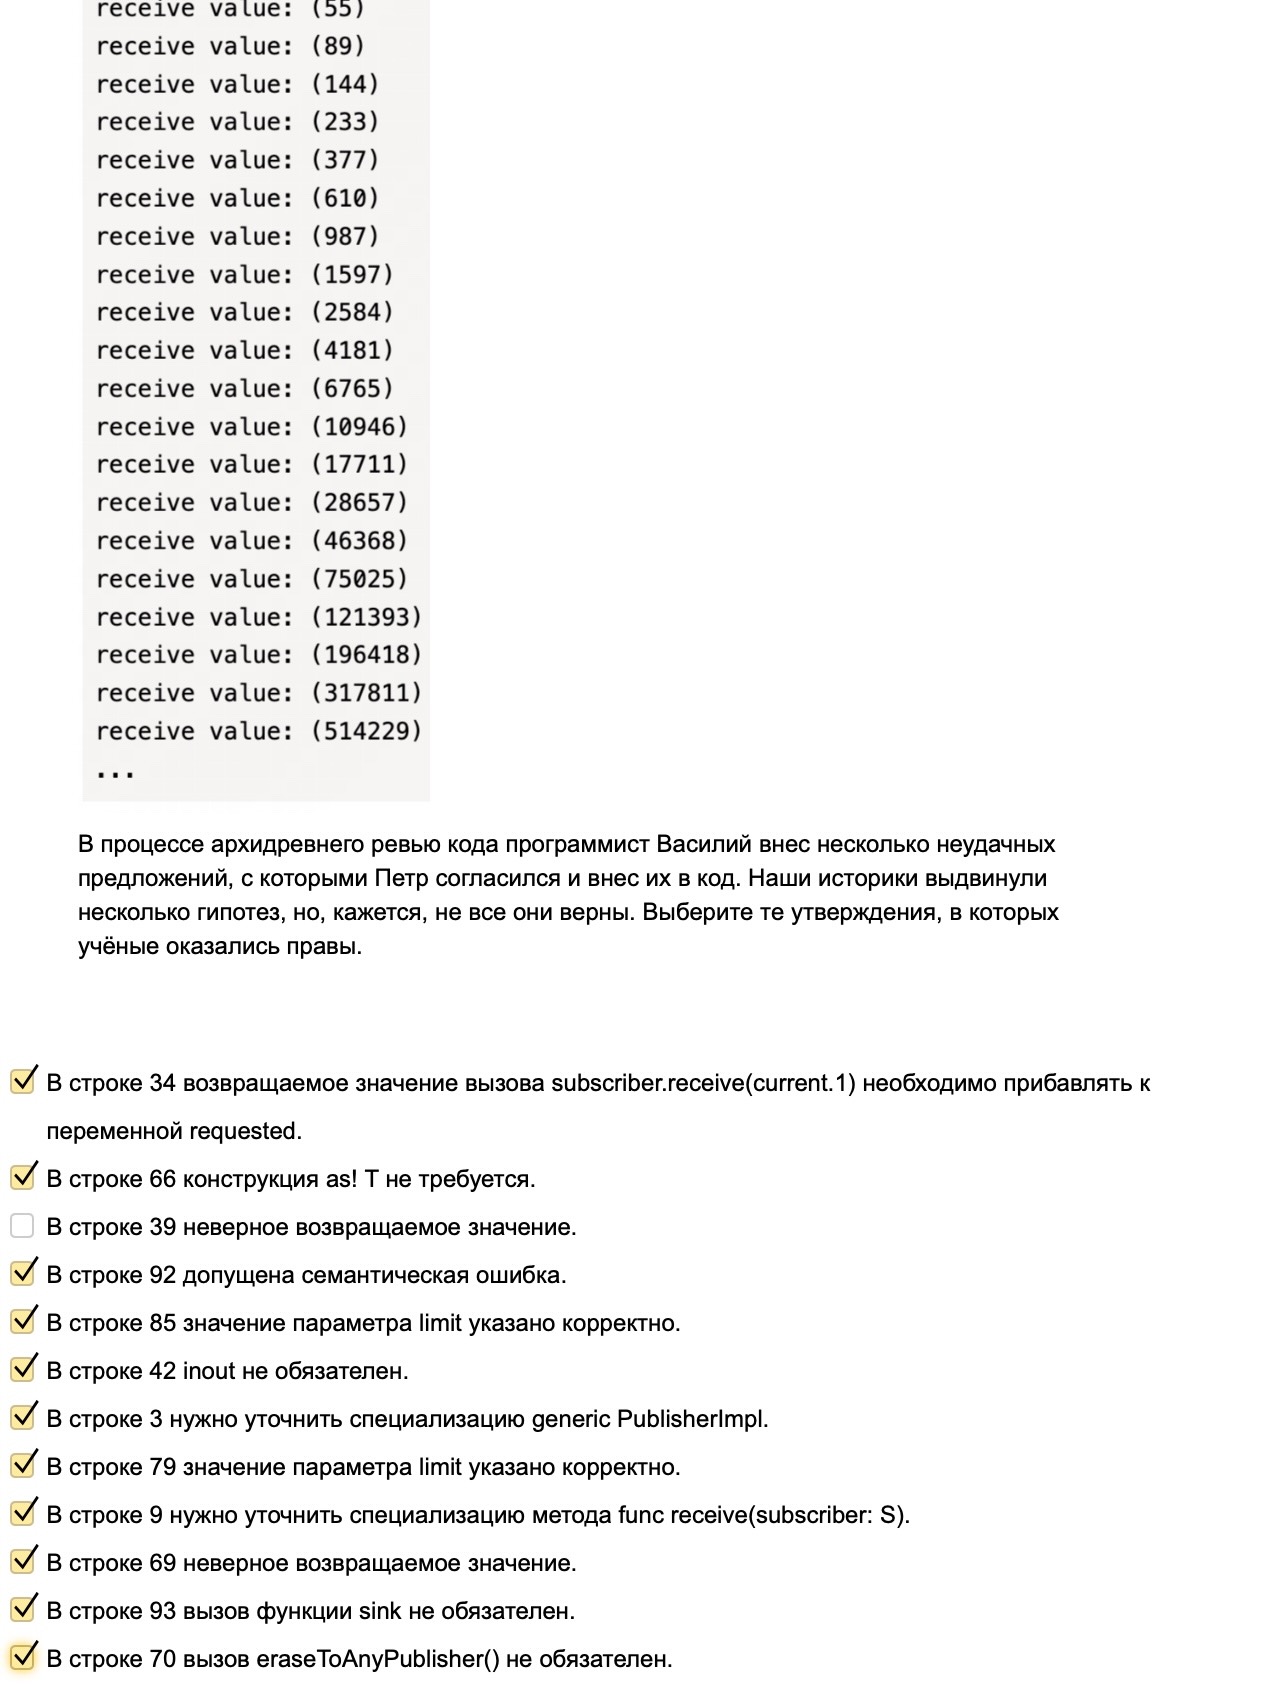 receive value: (55)
receive value: (89)
receive value: (144)
receive value: (233)
receive value: (377)
receive value: (610)
receive value: (987)
receive value: (1597)
receive value: (2584)
receive value: (4181)
receive value: (6765)
receive value: (10946)
receive value: (17711)
receive value: (28657)
receive value: (46368)
receive value: (75025)
receive value: (121393)
receive value: (196418)
receive value: (317811)
receive value: (514229)
...
В процессе архидревнего ревью кода программист Василий внес несколько неудачных
предложений, с которыми Петр согласился и внес их в код. Наши историки выдвинули
несколько гипотез, но, кажется, не все они верны. Выберите те утверждения, в которых
учёные оказались правы.
В строке 34 возвращаемое значение вызова subscriber.receive(current.1) необходимо прибавлять к
переменной requested.
В строке 66 конструкция as! T не требуется.
В строке 39 неверное возвращаемое значение.
В строке 92 допущена семантическая ошибка.
В строке 85 значение параметра limit указано корректно.
В строке 42 inout не обязателен.
В строке 3 нужно уточнить специализацию generic PublisherImpl.
В строке 79 значение параметра limit указано корректно.
В строке 9 нужно уточнить специализацию метода func receive(subscriber: S).
В строке 69 неверное возвращаемое значение.
В строке 93 вызов функции sink не обязателен.
В строке 70 вызов eraseToAnyPublisher() не обязателен.